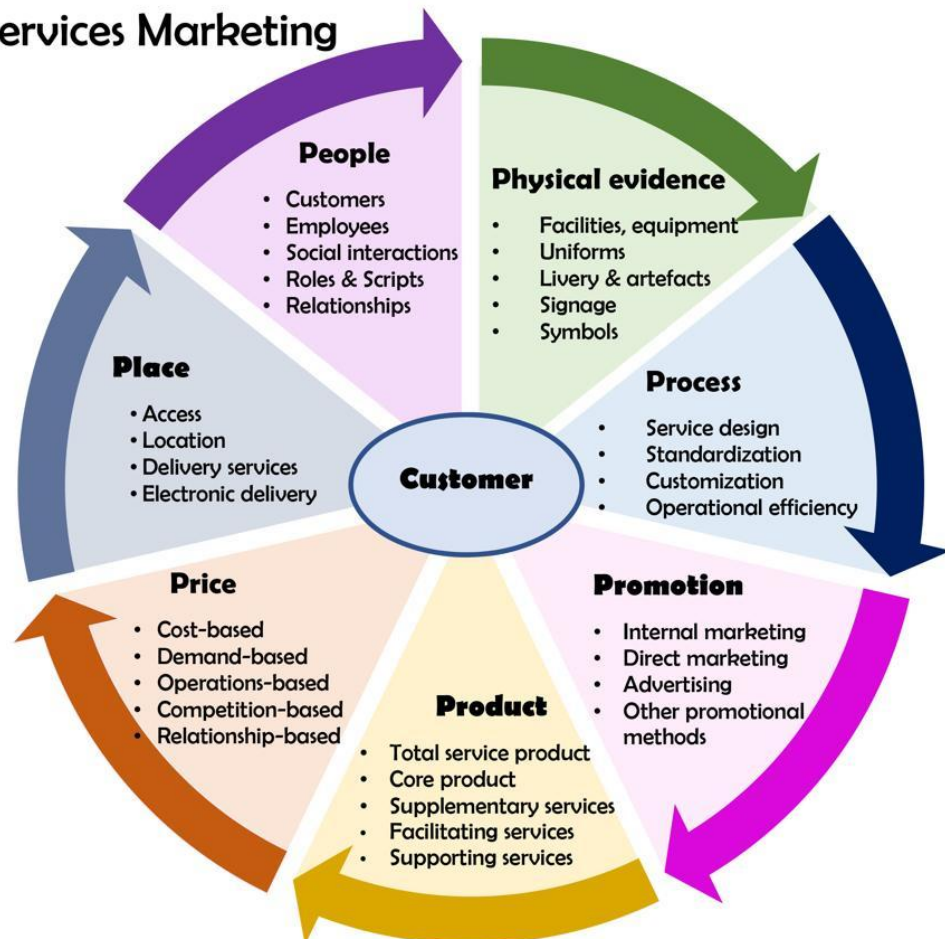 ervices Marketing
People
• Customers
• Employees
• Social interactions
• Roles & Scripts
• Relationships
Physical evidence
• Facilities, equipment
• Uniforms
• Livery & artefacts
• Signage
• Symbols
Process
• Service design
• Standardization
• Customization
• Operational efficiency
Promotion
• Internal marketing
• Direct marketing
• Advertising
• Other promotional
methods
Product
• Total service product
• Core product
• Supplementary services
• Facilitating services
• Supporting services
Price
• Cost-based
• Demand-based
• Operations-based
• Competition-based
• Relationship-based
Place
• Access
• Location
• Delivery services
• Electronic delivery
Customer